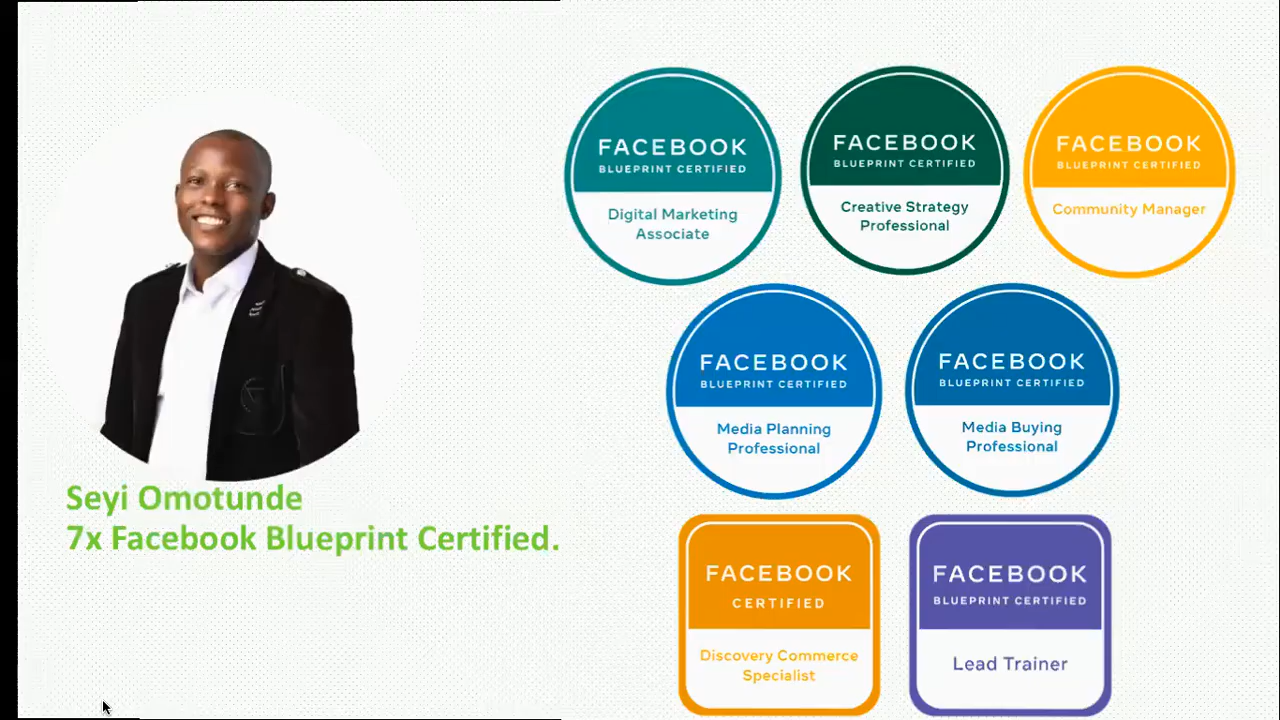 FACEBOOK
BLUEPRINT CERTIFIED
Digital Marketing
Associate
FACEBOOK
BLUEPRINT CERTIFIED
Creative Strategy
Professional
FACEBOOK
BLUEPRINT CERTIFIED
Community Manager
FACEBOOK
BLUEPRINT CERTIFIED
Media Planning
Professional
FACEBOOK
BLUEPRINT CERTIFIED
Media Buying
Professional
Seyi Omotunde
7x Facebook Blueprint Certified.
FACEBOOK
CERTIFIED
Discovery Commerce
Specialist
FACEBOOK
BLUEPRINT CERTIFIED
Lead Trainer